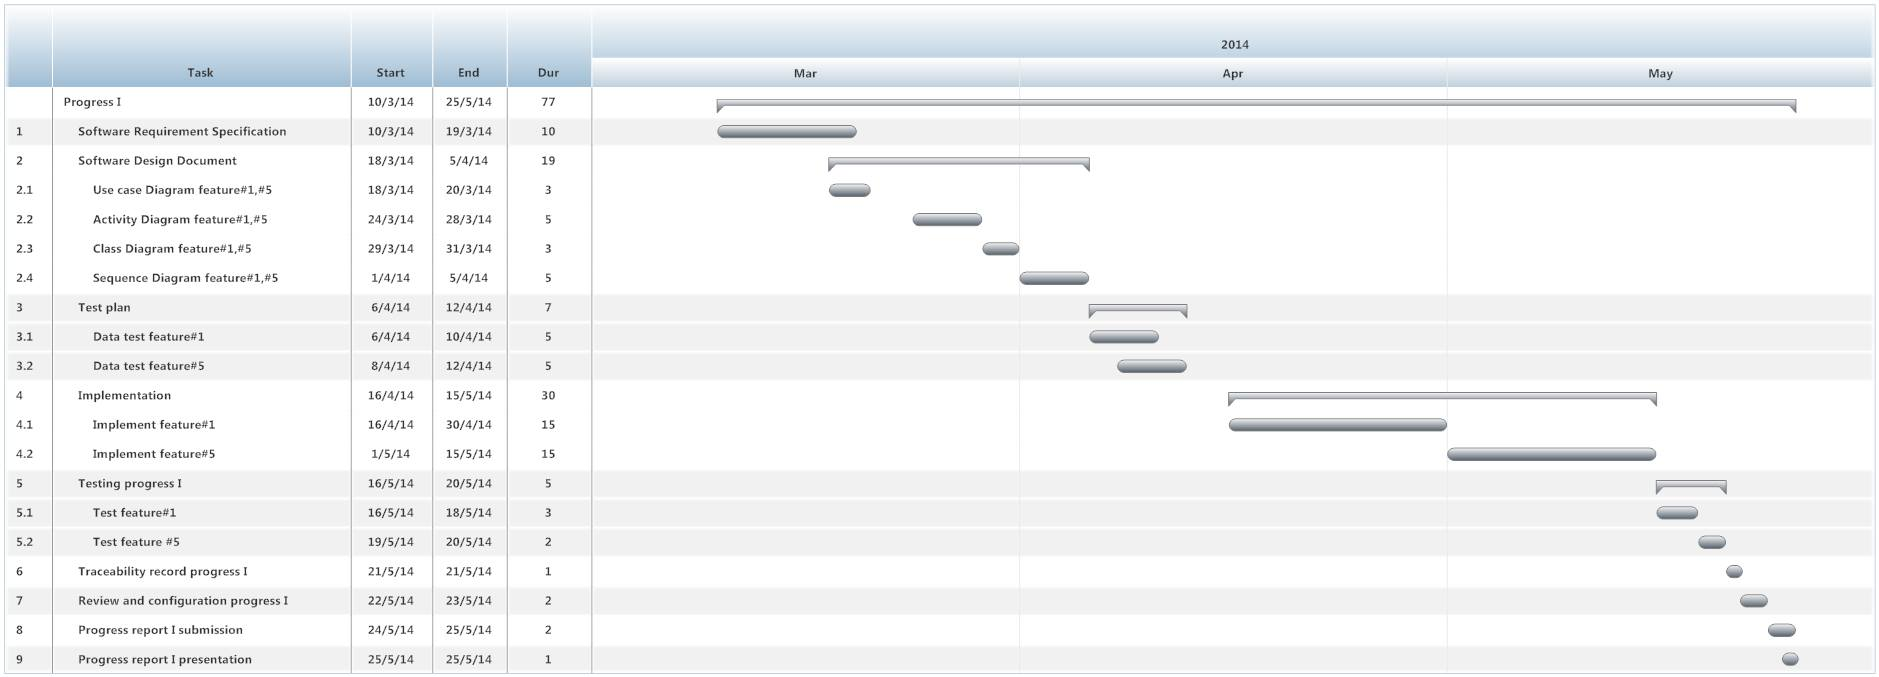 2014
Task Start End Dur Mar Apr May
Progress I 10/3/14 25/5/14 77
1 Software Requirement Specification 10/3/14 19/3/14 10
2 Software Design Document 18/3/14 5/4/14 19
2.1 Use case Diagram feature#1,#5 18/3/14 20/3/14 3
2.2 Activity Diagram feature#1,#5 24/3/14 28/3/14 5
2.3 Class Diagram feature#1,#5 29/3/14 31/3/14 3
2.4 Sequence Diagram feature#1,#5 1/4/14 5/4/14 5
3 Test plan 6/4/14 12/4/14 7
3.1 Data test feature#1 6/4/14 10/4/14 5
3.2 Data test feature#5 8/4/14 12/4/14 5
4 Implementation 16/4/14 15/5/14 30
4.1 Implement feature#1 16/4/14 30/4/14 15
4.2 Implement feature#5 1/5/14 15/5/14 15
5 Testing progress I 16/5/14 20/5/14 5
5.1 Test feature#1 16/5/14 18/5/14 3
5.2 Test feature #5 19/5/14 20/5/14 2
6 Traceability record progress I 21/5/14 21/5/14 1
7 Review and configuration progress I 22/5/14 23/5/14 2
8 Progress report I submission 24/5/14 25/5/14 2
9 Progress report I presentation 25/5/14 25/5/14 1